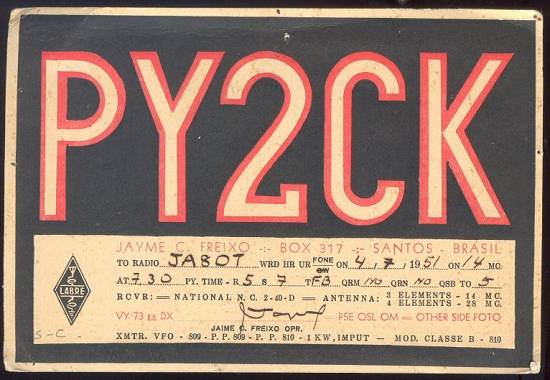 PY2CK
JAYME C. FREIXO -:- BOX 317 -:- SANTOS - BRASIL
TO RADIO JA8OT WRD HR UR FONE CW ON 4, 7, 1951 ON 14 MC.
AT 7.30 PY. TIME - R 5 S 7 T FB QRM NO QRN NO QSB TO 5
RCVR: = NATIONAL N. C. 2-40-D = ANTENNA: 3 ELEMENTS - 14 MC.
4 ELEMENTS - 28 MC.
LABRE
VY 73 ES DX PSE QSL OM = OTHER SIDE FOTO
JAIME C. FREIXO OPR.
S-C
XMTR. VFO - 809 - P. P. 809 - P. P. 810 - 1 KW, IMPUT — MOD. CLASSE B - 810